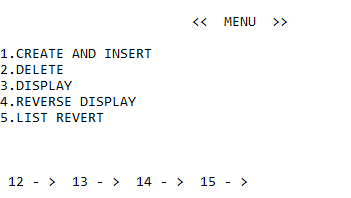 << MENU >>
1.CREATE AND INSERT
2.DELETE
3.DISPLAY
4.REVERSE DISPLAY
5.LIST REVERT
12 - > 13 - > 14 - > 15 - >